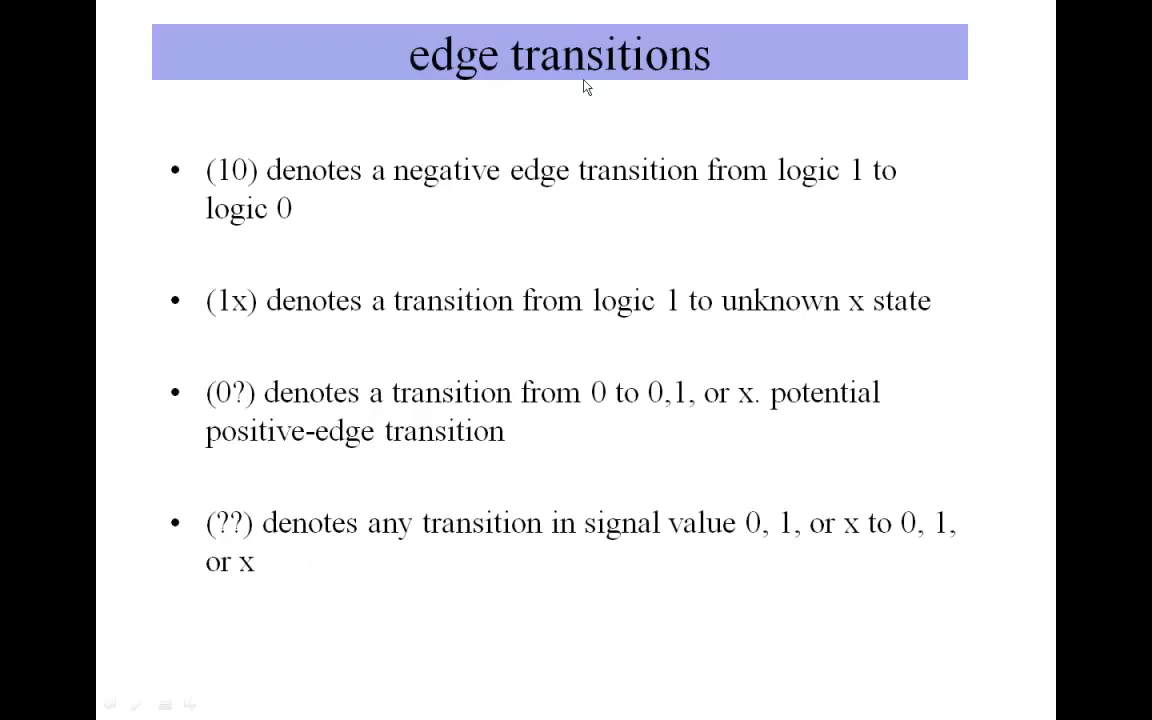 edge transitions
• (10) denotes a negative edge transition from logic 1 to
logic 0
• (1x) denotes a transition from logic 1 to unknown x state
• (0?) denotes a transition from 0 to 0,1, or x. potential
positive-edge transition
• (??) denotes any transition in signal value 0, 1, or x to 0, 1,
or x